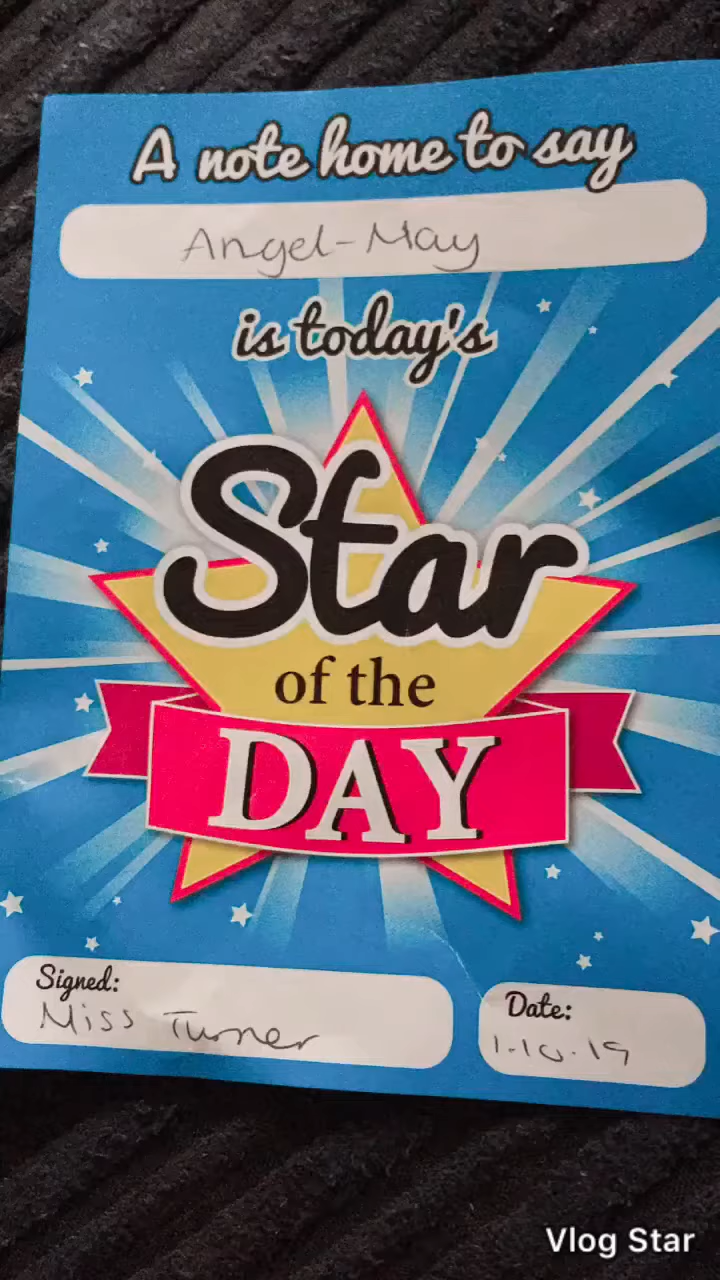 A note home to say
Angel-May
is today's
Star
of the
DAY
Signed:
Miss Turner
Date:
1.10.19
Vlog Star